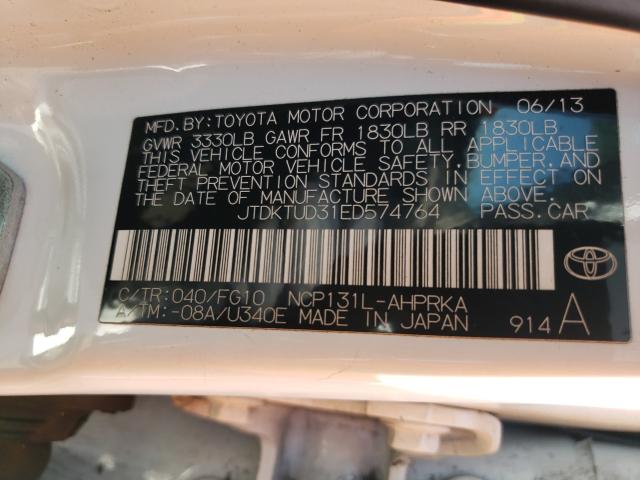 MFD.BY:TOYOTA MOTOR CORPORATION 06/13
GVWR 3330LB GAWR FR 1830LB RR 1830LB
THIS VEHICLE CONFORMS TO ALL APPLICABLE
FEDERAL MOTOR VEHICLE SAFETY,BUMPER,AND
THEFT PREVENTION STANDARDS IN EFFECT ON
THE DATE OF MANUFACTURE SHOWN ABOVE.
JTDKTUD31ED574764 PASS.CAR
C/TR:040/FG10 NCP131L-AHPRKA
A/TM:-08A/U340E MADE IN JAPAN 914 A